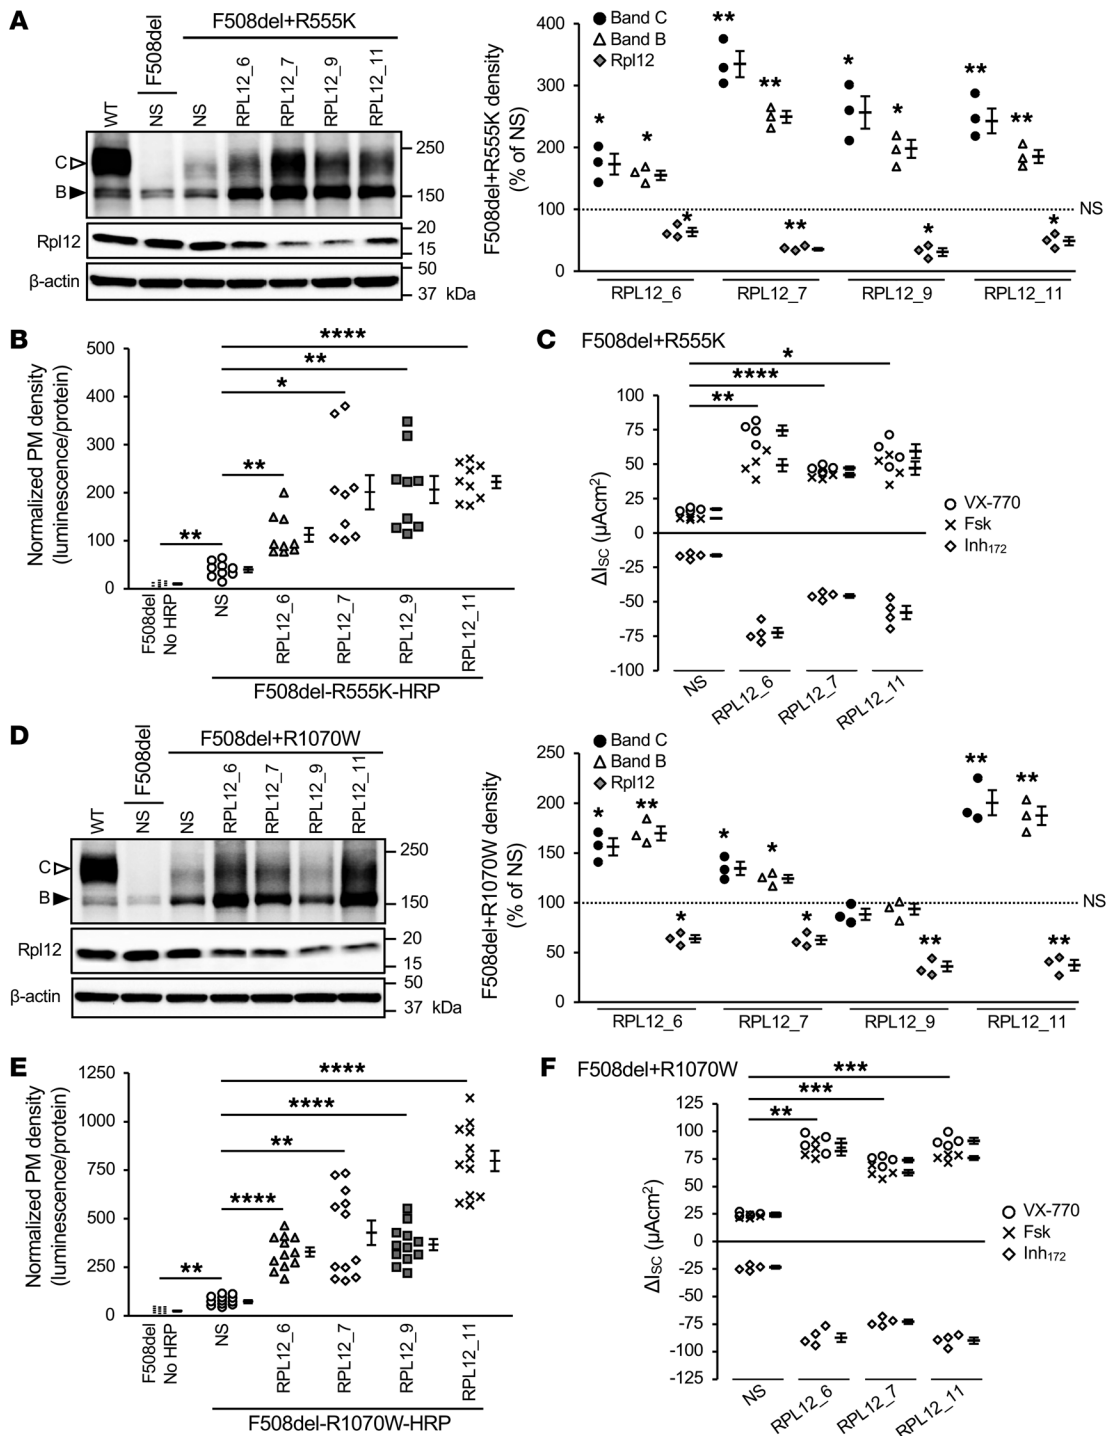 A
F508del
F508del+R555K
WT
NS
NS
RPL12_6
RPL12_7
RPL12_9
RPL12_11
C
B
250
150
Rpl12
20
15
β-actin
50
37 kDa
F508del+R555K density
(% of NS)
400
300
200
100
0
Band C
Band B
Rpl12
*
*
*
**
**
**
*
*
*
**
**
*
NS
RPL12_6
RPL12_7
RPL12_9
RPL12_11
B
Normalized PM density
(luminescence/protein)
500
400
300
200
100
0
****
**
*
**
**
F508del
No HRP
NS
RPL12_6
RPL12_7
RPL12_9
RPL12_11
F508del-R555K-HRP
C
F508del+R555K
*
****
**
ΔISC (µAcm²)
100
75
50
25
0
-25
-50
-75
-100
VX-770
Fsk
Inh172
NS
RPL12_6
RPL12_7
RPL12_11
D
F508del
F508del+R1070W
WT
NS
NS
RPL12_6
RPL12_7
RPL12_9
RPL12_11
C
B
250
150
Rpl12
20
15
β-actin
50
37 kDa
F508del+R1070W density
(% of NS)
250
200
150
100
50
0
Band C
Band B
Rpl12
*
**
*
*
*
*
**
**
**
**
NS
RPL12_6
RPL12_7
RPL12_9
RPL12_11
E
Normalized PM density
(luminescence/protein)
1250
1000
750
500
250
0
****
****
**
****
**
F508del
No HRP
NS
RPL12_6
RPL12_7
RPL12_9
RPL12_11
F508del-R1070W-HRP
F
F508del+R1070W
***
***
**
ΔISC (µAcm²)
125
100
75
50
25
0
-25
-50
-75
-100
-125
VX-770
Fsk
Inh172
NS
RPL12_6
RPL12_7
RPL12_11